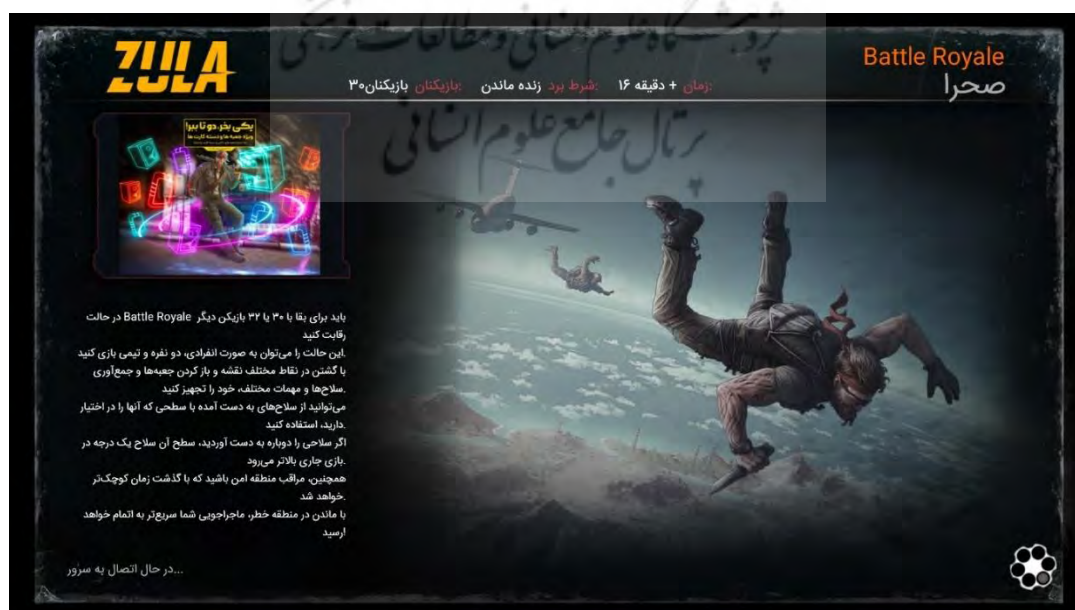 پژوهشگاه علوم انسانی و مطالعات فرهنگی
پرتال جامع علوم انسانی
ZULA
Battle Royale
صحرا
زمان: + دقیقه ۱۶ شرط برد: زنده ماندن بازیکنان: بازیکنان۳۰
یکی بخر، دو تا ببر!
ویژه جعبه ها و دسته کارت ها
باید برای بقا با ۳۰ یا ۳۲ بازیکن دیگر Battle Royale در حالت
رقابت کنید
.این حالت را می‌توان به صورت انفرادی، دو نفره و تیمی بازی کنید
با گشتن در نقاط مختلف نقشه و باز کردن جعبه‌ها و جمع‌آوری
.سلاح‌ها و مهمات مختلف، خود را تجهیز کنید
می‌توانید از سلاح‌های به دست آمده با سطحی که آنها را در اختیار
.دارید، استفاده کنید
اگر سلاحی را دوباره به دست آوردید، سطح آن سلاح یک درجه در
.بازی جاری بالاتر می‌رود
همچنین، مراقب منطقه امن باشید که با گذشت زمان کوچک‌تر
.خواهد شد
با ماندن در منطقه خطر، ماجراجویی شما سریع‌تر به اتمام خواهد
!رسید
...در حال اتصال به سرور